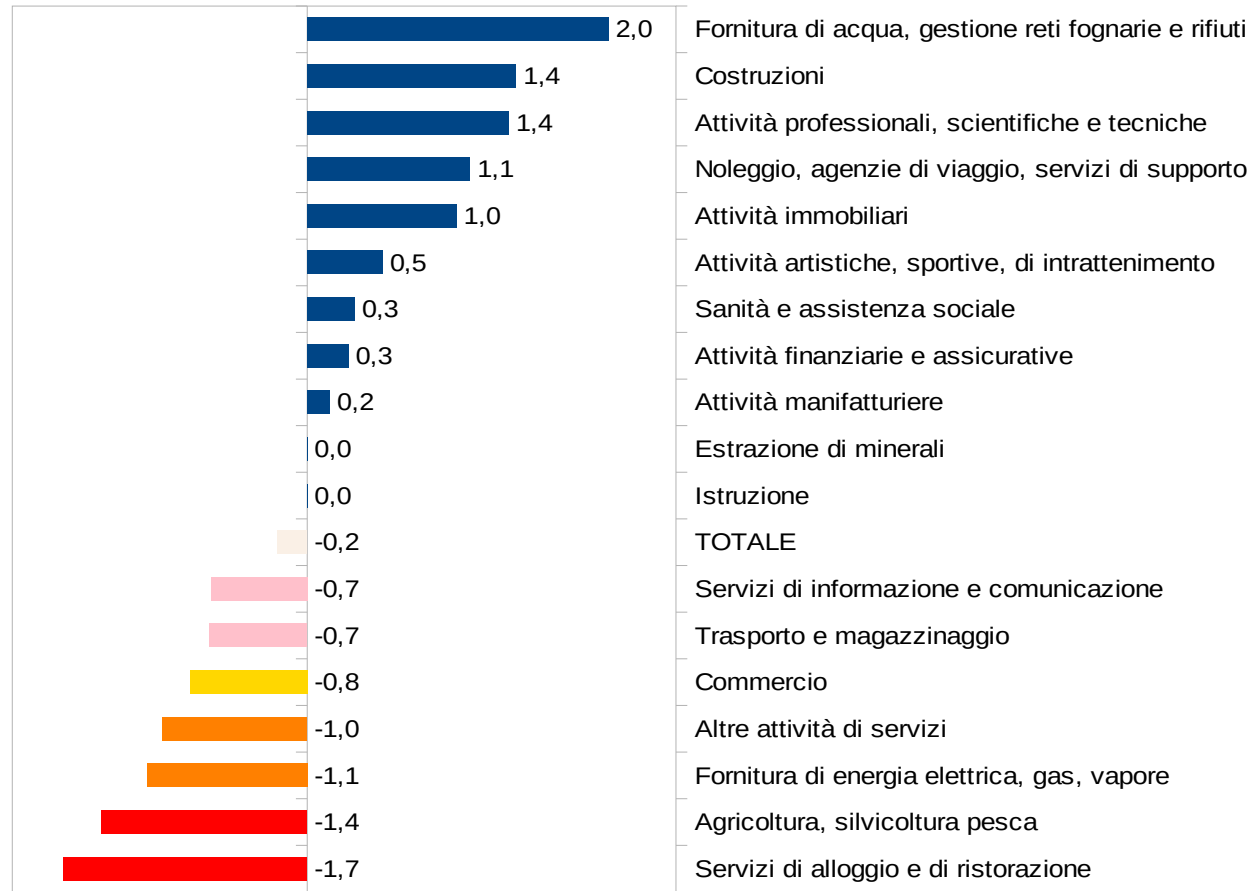 2,0 Fornitura di acqua, gestione reti fognarie e rifiuti
1,4 Costruzioni
1,4 Attività professionali, scientifiche e tecniche
1,1 Noleggio, agenzie di viaggio, servizi di supporto
1,0 Attività immobiliari
0,5 Attività artistiche, sportive, di intrattenimento
0,3 Sanità e assistenza sociale
0,3 Attività finanziarie e assicurative
0,2 Attività manifatturiere
0,0 Estrazione di minerali
0,0 Istruzione
-0,2 TOTALE
-0,7 Servizi di informazione e comunicazione
-0,7 Trasporto e magazzinaggio
-0,8 Commercio
-1,0 Altre attività di servizi
-1,1 Fornitura di energia elettrica, gas, vapore
-1,4 Agricoltura, silvicoltura pesca
-1,7 Servizi di alloggio e di ristorazione